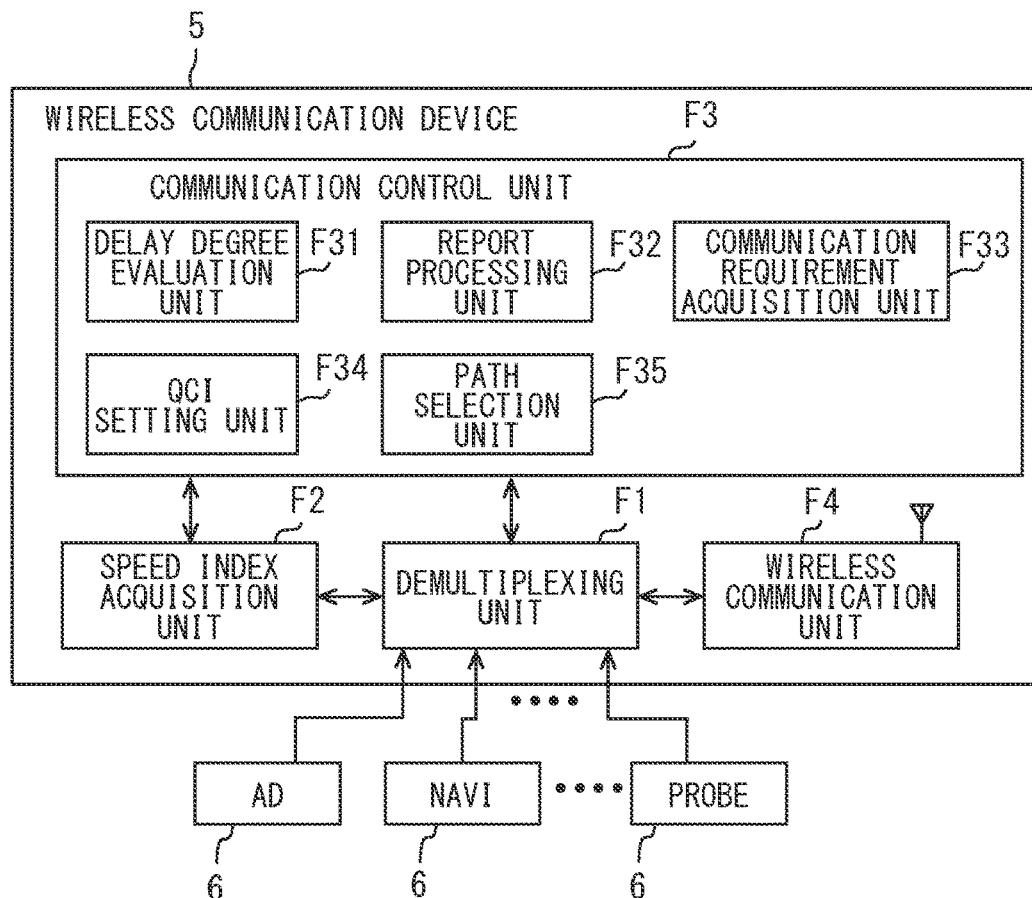 5
WIRELESS COMMUNICATION DEVICE
F3
COMMUNICATION CONTROL UNIT
DELAY DEGREE
EVALUATION
UNIT
F31
REPORT
PROCESSING
UNIT
F32
COMMUNICATION
REQUIREMENT
ACQUISITION UNIT
F33
QCI
SETTING UNIT
F34
PATH
SELECTION
UNIT
F35
F2
SPEED INDEX
ACQUISITION
UNIT
F1
DEMULTIPLEXING
UNIT
F4
WIRELESS
COMMUNICATION
UNIT
AD
NAVI
PROBE
6
6
6